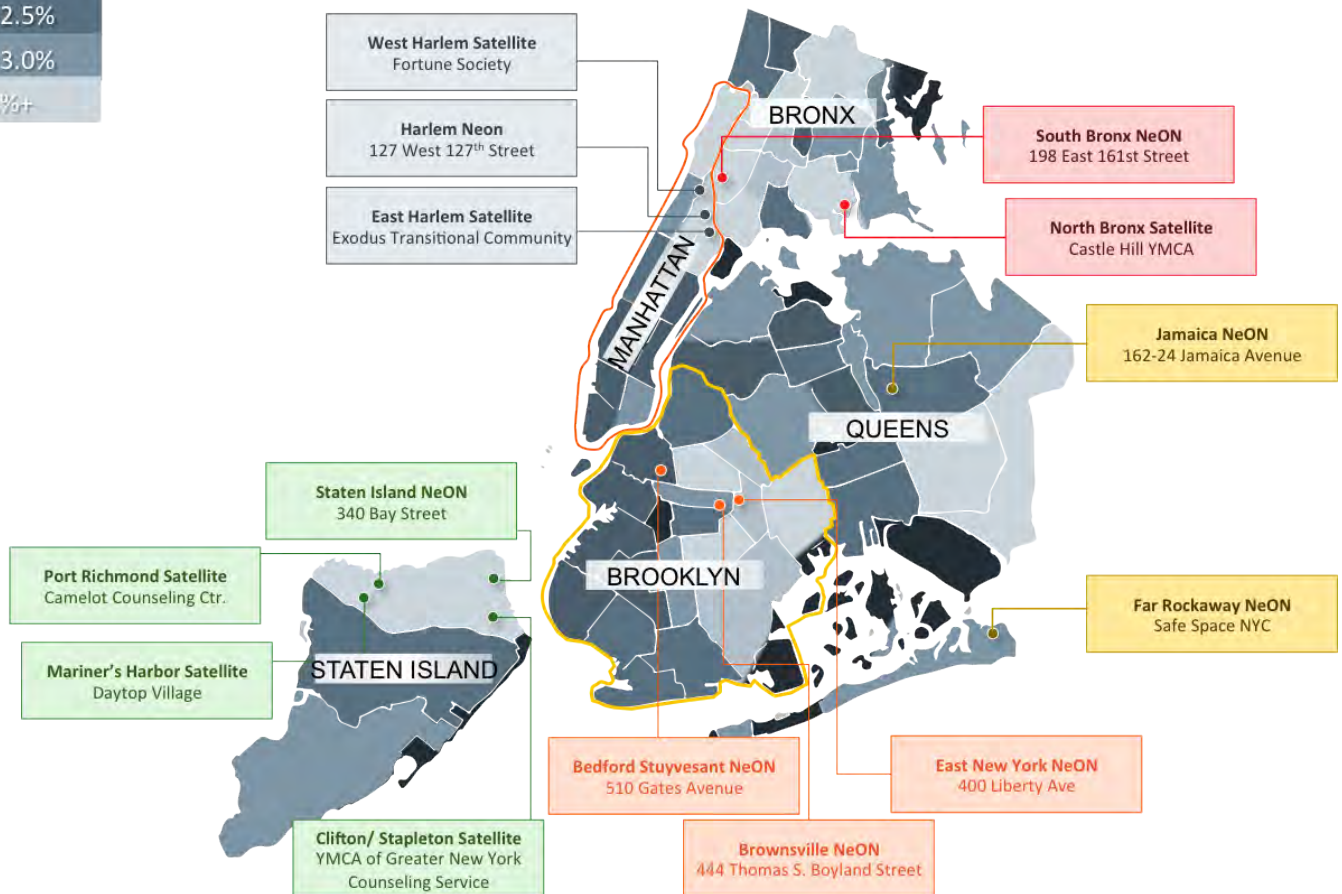 2.5%
3.0%
%+
West Harlem Satellite
Fortune Society
Harlem Neon
127 West 127th Street
East Harlem Satellite
Exodus Transitional Community
BRONX
MANHATTAN
South Bronx NeON
198 East 161st Street
North Bronx Satellite
Castle Hill YMCA
Jamaica NeON
162-24 Jamaica Avenue
QUEENS
Staten Island NeON
340 Bay Street
Port Richmond Satellite
Camelot Counseling Ctr.
BROOKLYN
Far Rockaway NeON
Safe Space NYC
Mariner’s Harbor Satellite
Daytop Village
STATEN ISLAND
Bedford Stuyvesant NeON
510 Gates Avenue
East New York NeON
400 Liberty Ave
Clifton/ Stapleton Satellite
YMCA of Greater New York
Counseling Service
Brownsville NeON
444 Thomas S. Boyland Street